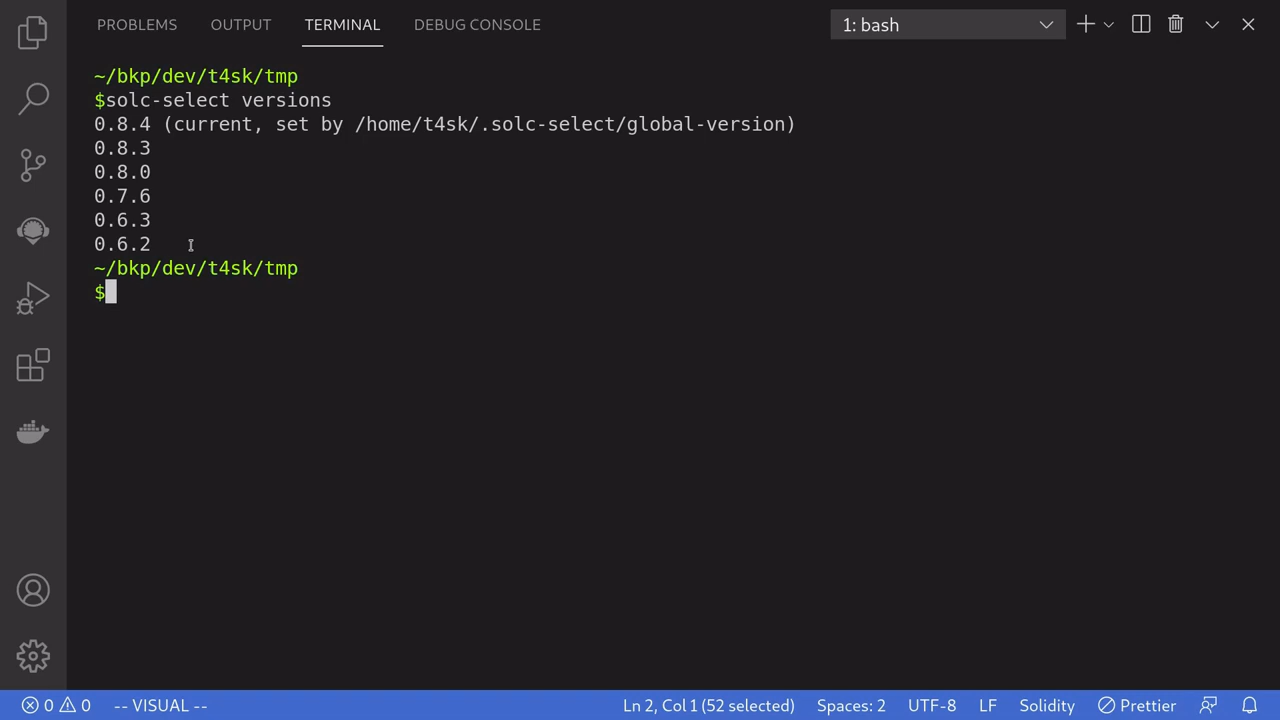 PROBLEMS OUTPUT TERMINAL DEBUG CONSOLE 1: bash
~/bkp/dev/t4sk/tmp
$solc-select versions
0.8.4 (current, set by /home/t4sk/.solc-select/global-version)
0.8.3
0.8.0
0.7.6
0.6.3
0.6.2
~/bkp/dev/t4sk/tmp
$
0 0 -- VISUAL -- Ln 2, Col 1 (52 selected) Spaces: 2 UTF-8 LF Solidity Prettier